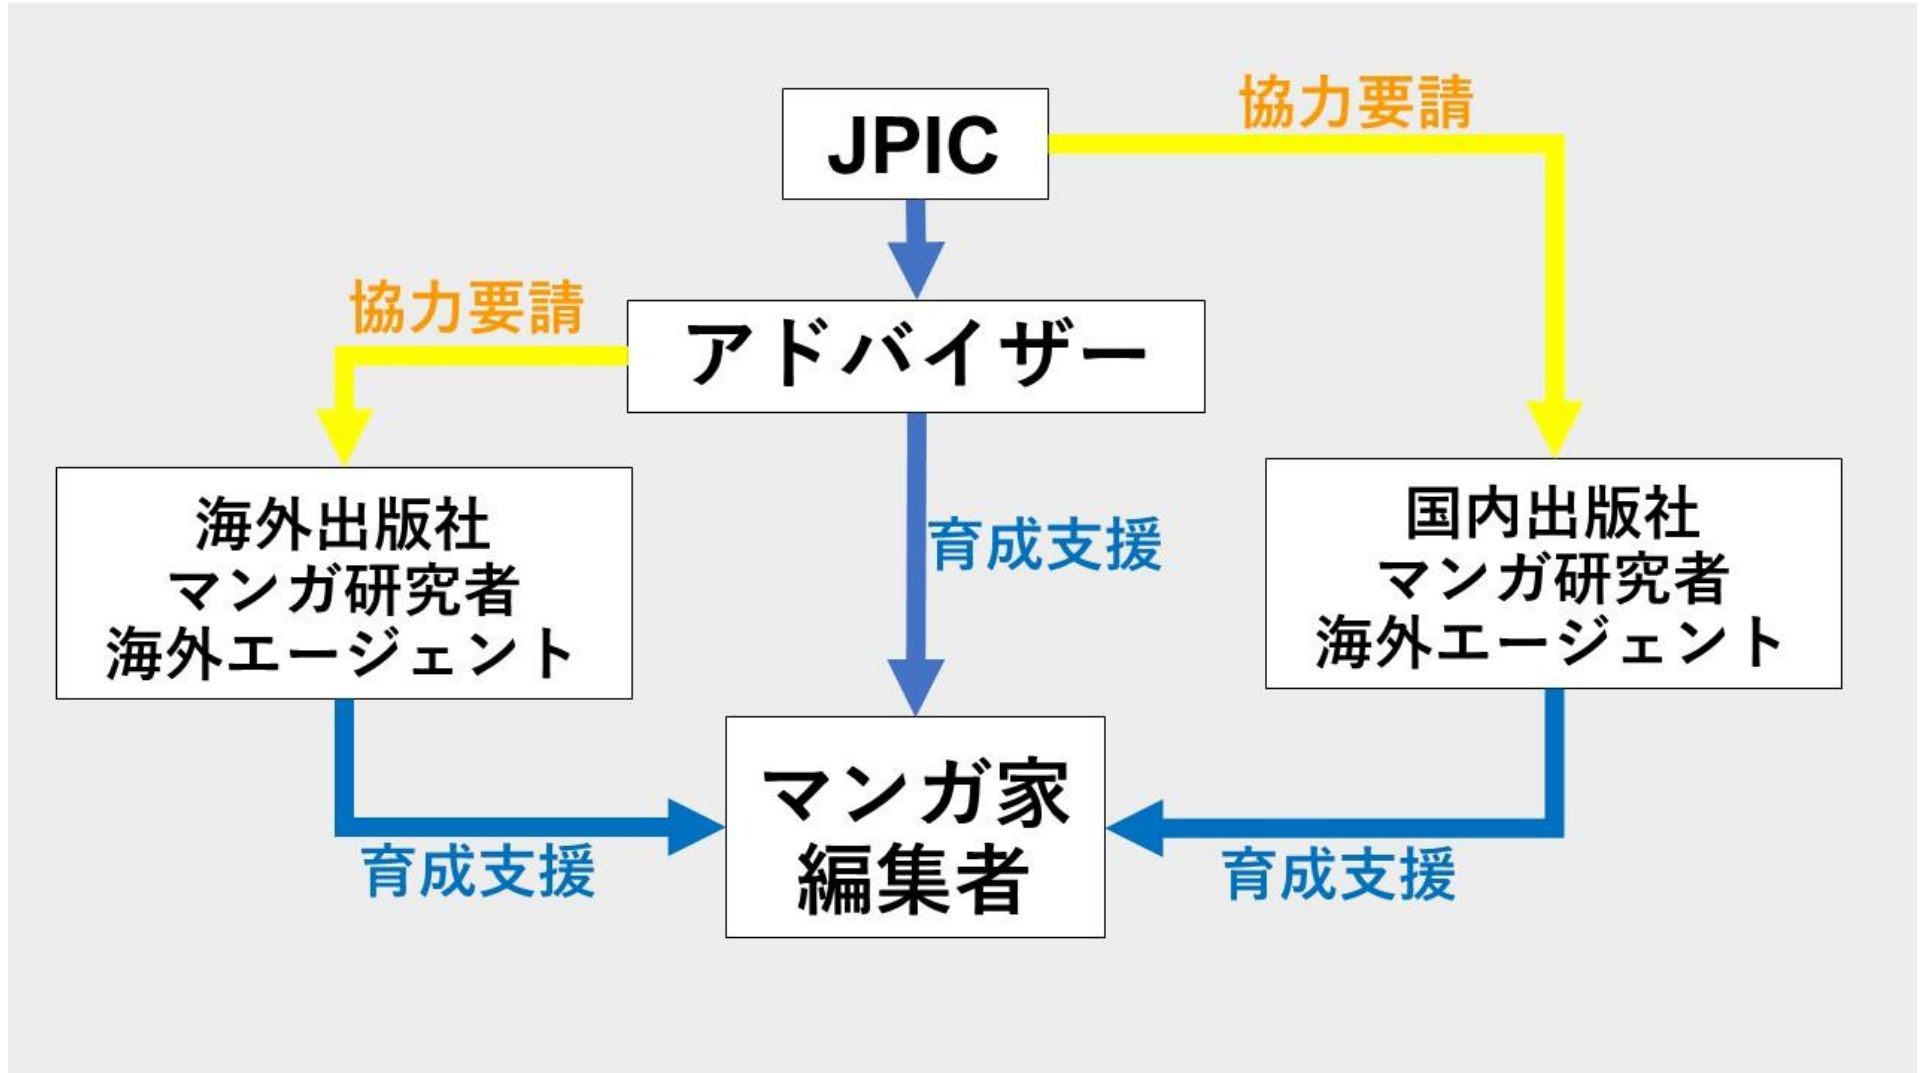 JPIC
協力要請
協力要請
アドバイザー
海外出版社
マンガ研究者
海外エージェント
育成支援
国内出版社
マンガ研究者
海外エージェント
マンガ家
編集者
育成支援
育成支援